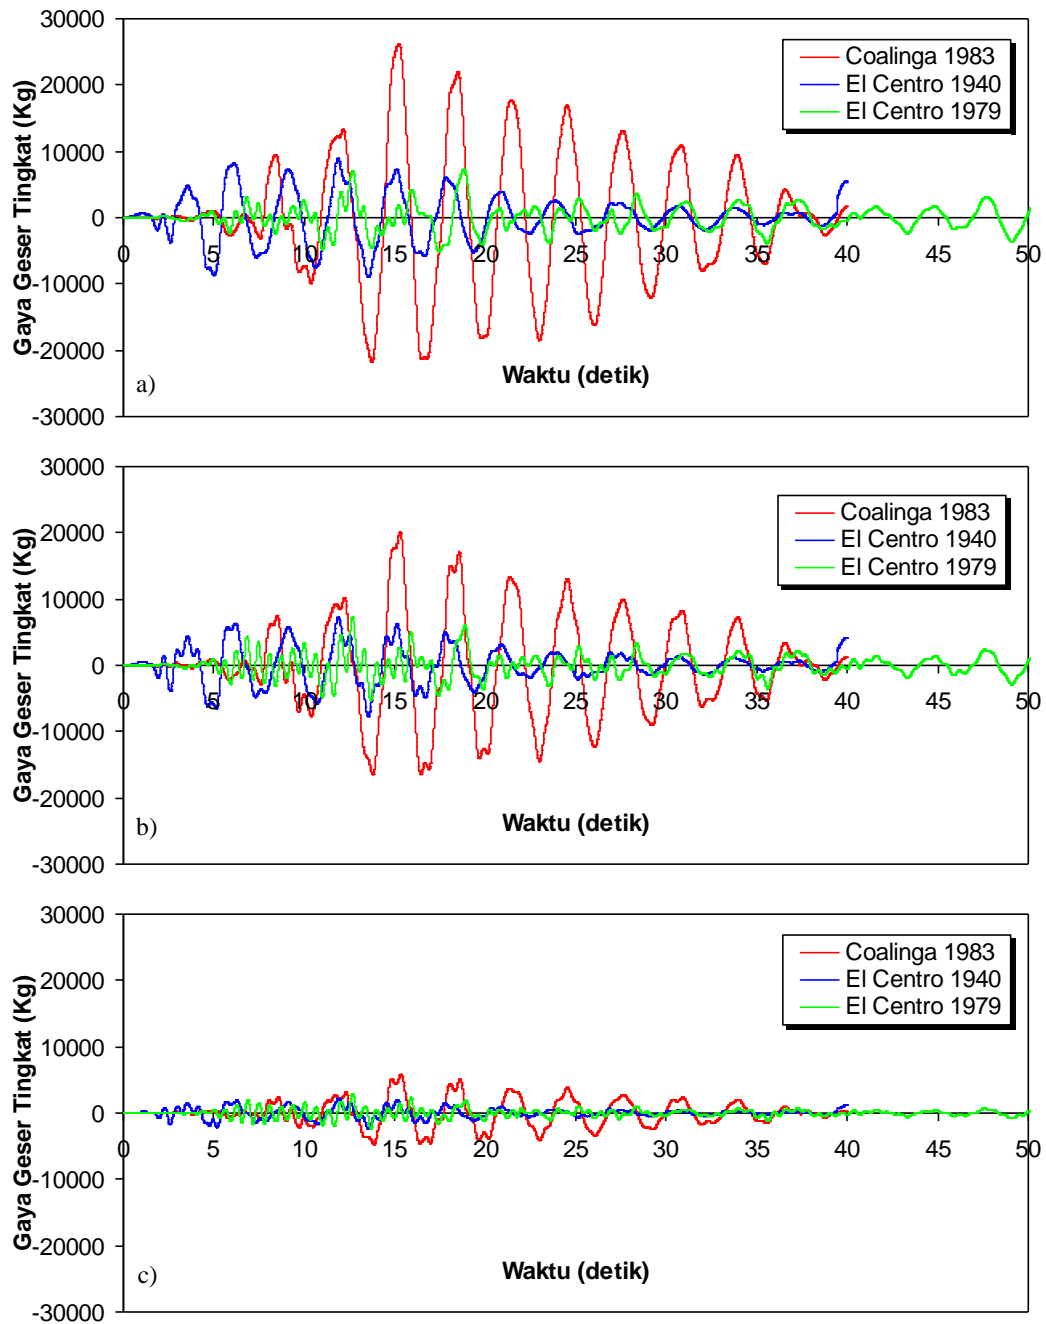 30000
20000
10000
0
-10000
-20000
-30000
Gaya Geser Tingkat (Kg)
Coalinga 1983
El Centro 1940
El Centro 1979
0 5 10 15 20 25 30 35 40 45 50
Waktu (detik)
a)
30000
20000
10000
0
-10000
-20000
-30000
Gaya Geser Tingkat (Kg)
Coalinga 1983
El Centro 1940
El Centro 1979
0 5 10 15 20 25 30 35 40 45 50
Waktu (detik)
b)
30000
20000
10000
0
-10000
-20000
-30000
Gaya Geser Tingkat (Kg)
Coalinga 1983
El Centro 1940
El Centro 1979
0 5 10 15 20 25 30 35 40 45 50
Waktu (detik)
c)